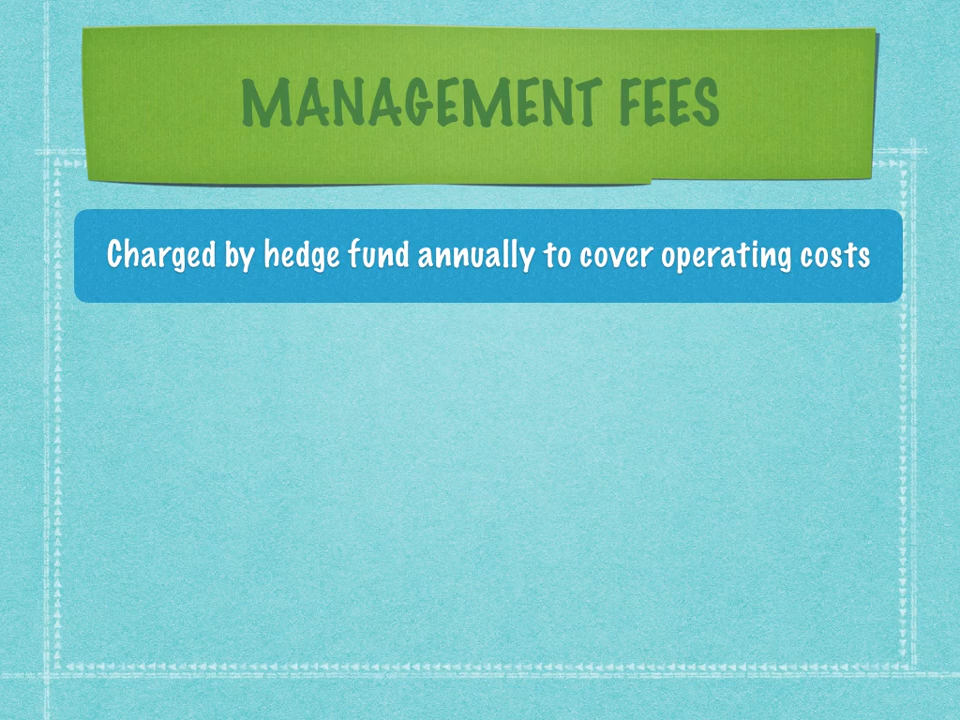 MANAGEMENT FEES
Charged by hedge fund annually to cover operating costs